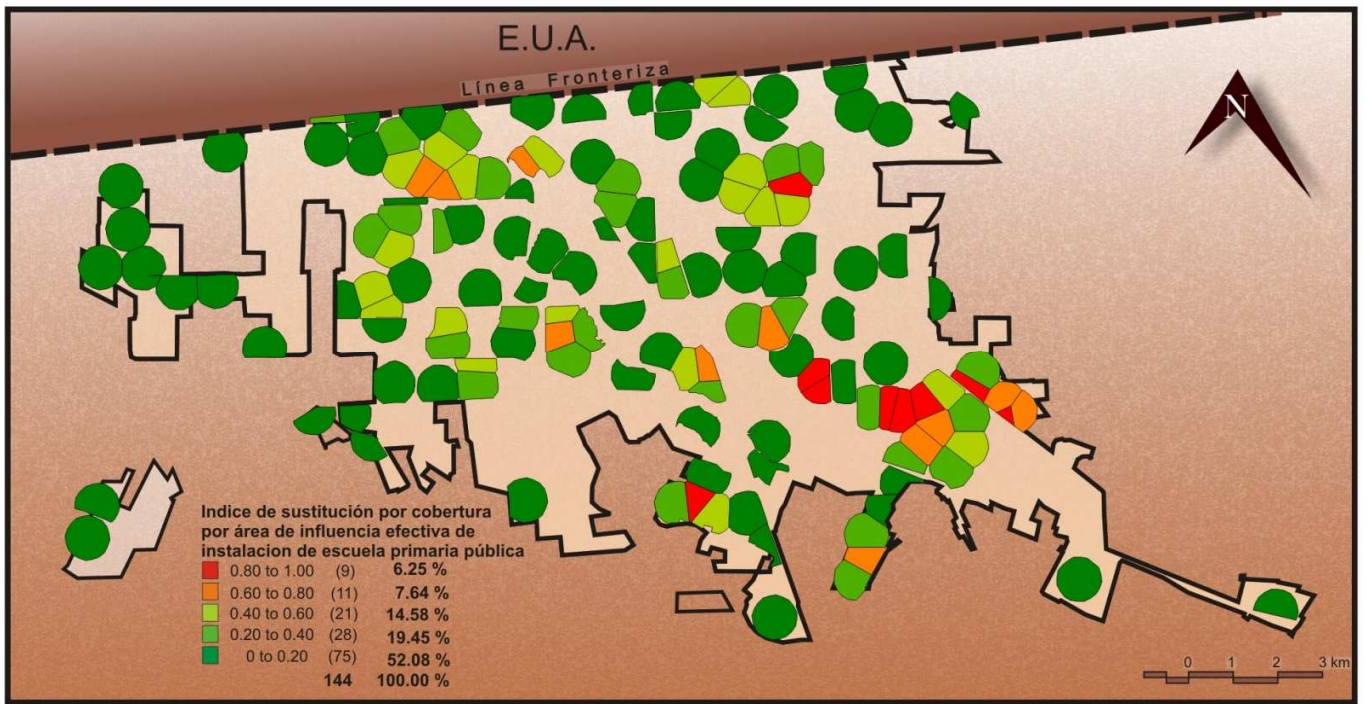 E.U.A.
Línea Fronteriza
N
Indice de sustitución por cobertura
por área de influencia efectiva de
instalacion de escuela primaria pública
0.80 to 1.00 (9) 6.25 %
0.60 to 0.80 (11) 7.64 %
0.40 to 0.60 (21) 14.58 %
0.20 to 0.40 (28) 19.45 %
0 to 0.20 (75) 52.08 %
144 100.00 %
0 1 2 3 km